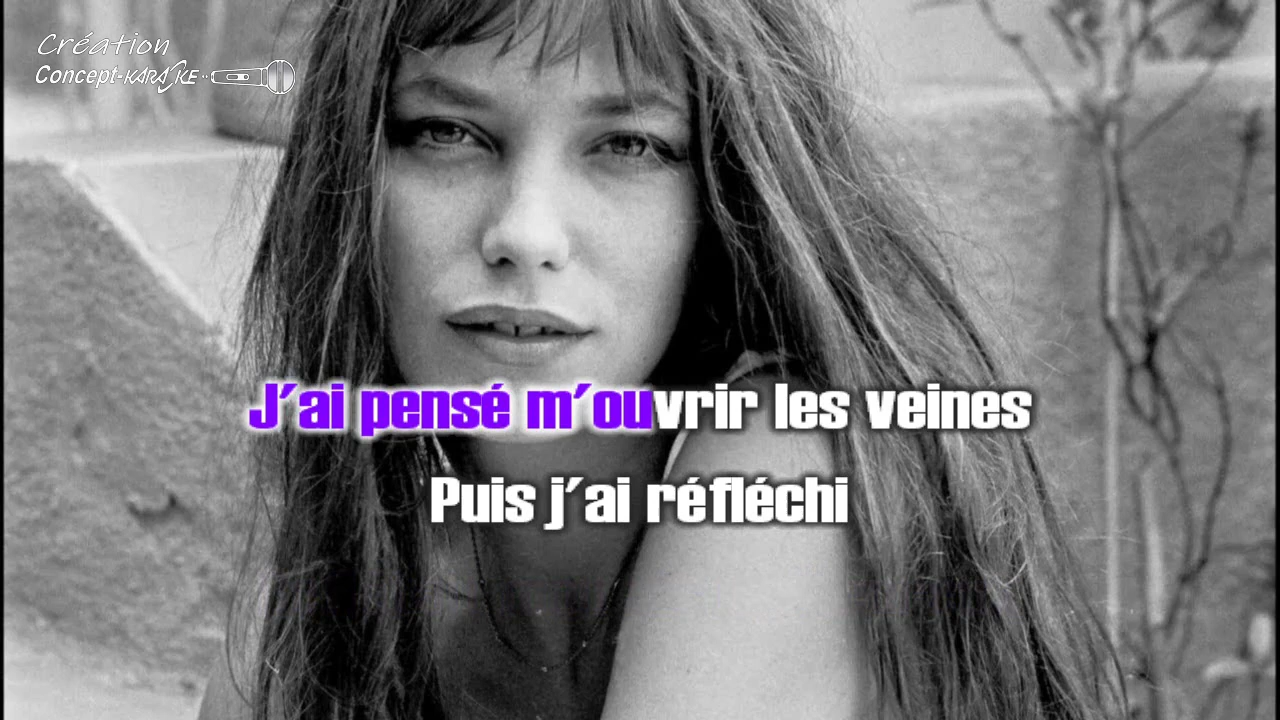 Création
Concept-KARAOKE
J'ai pensé m'ouvrir les veines
Puis j'ai réfléchi